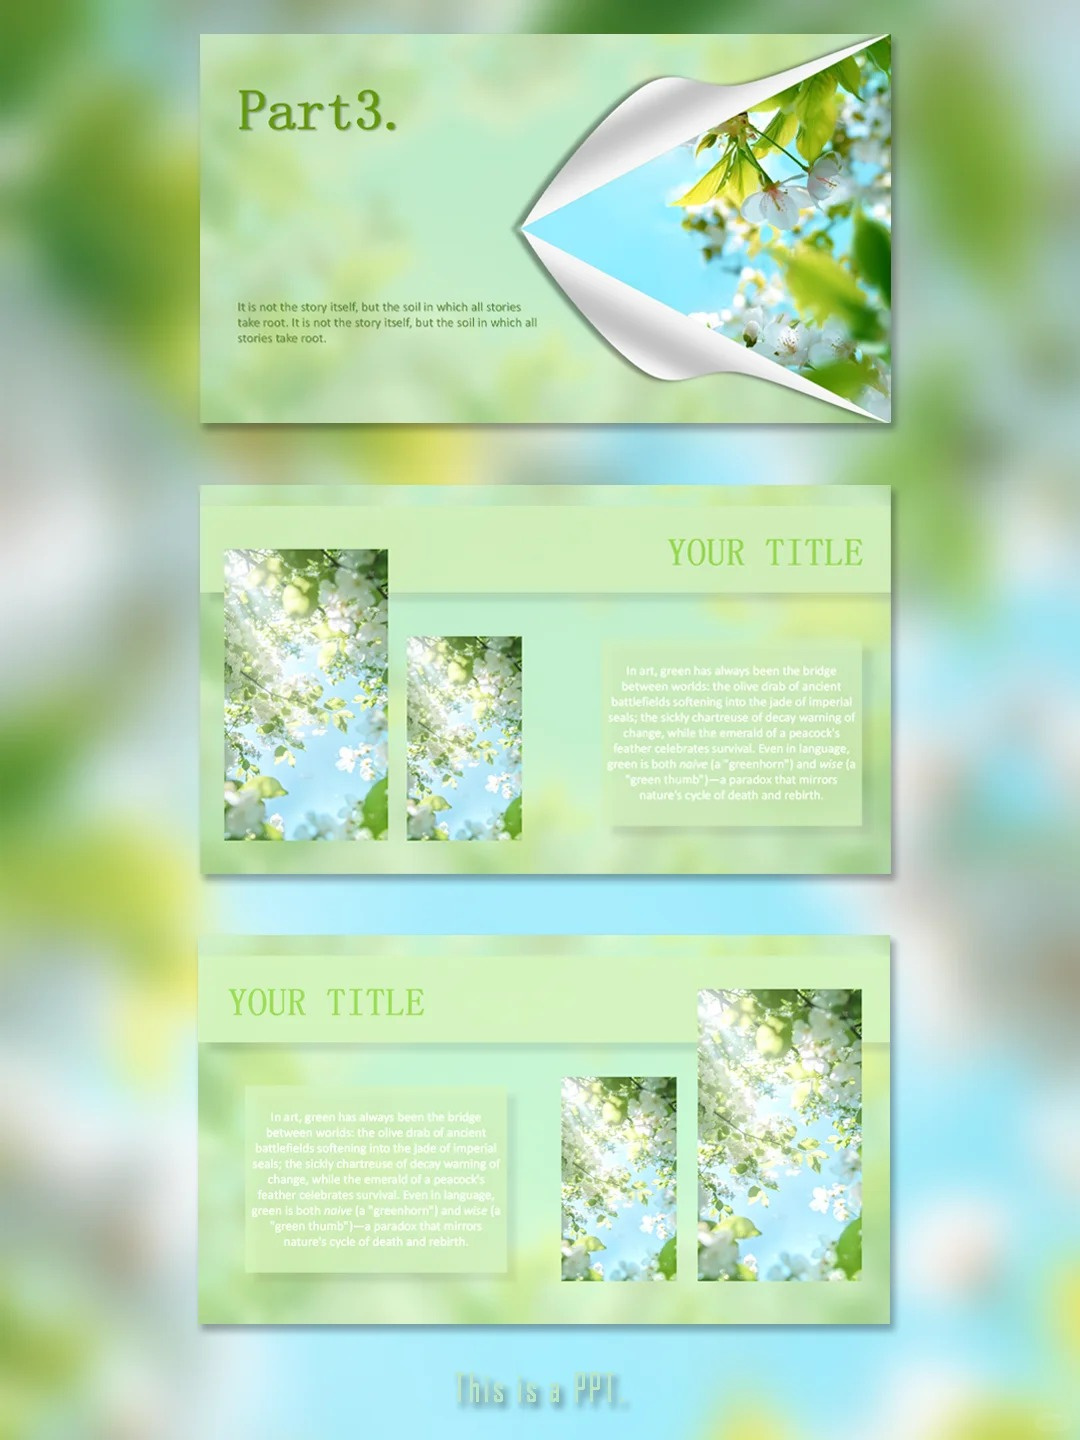 Part3.
It is not the story itself, but the soil in which all stories
take root. It is not the story itself, but the soil in which all
stories take root.
YOUR TITLE
In art, green has always been the bridge
between worlds: the olive drab of ancient
battlefields softening into the jade of imperial
seals; the sickly chartreuse of decay warning of
change, while the emerald of a peacock's
feather celebrates survival. Even in language,
green is both naive (a "greenhorn") and wise (a
"green thumb")—a paradox that mirrors
nature's cycle of death and rebirth.
YOUR TITLE
In art, green has always been the bridge
between worlds: the olive drab of ancient
battlefields softening into the jade of imperial
seals; the sickly chartreuse of decay warning of
change, while the emerald of a peacock's
feather celebrates survival. Even in language,
green is both naive (a "greenhorn") and wise (a
"green thumb")—a paradox that mirrors
nature's cycle of death and rebirth.
This is a PPT.